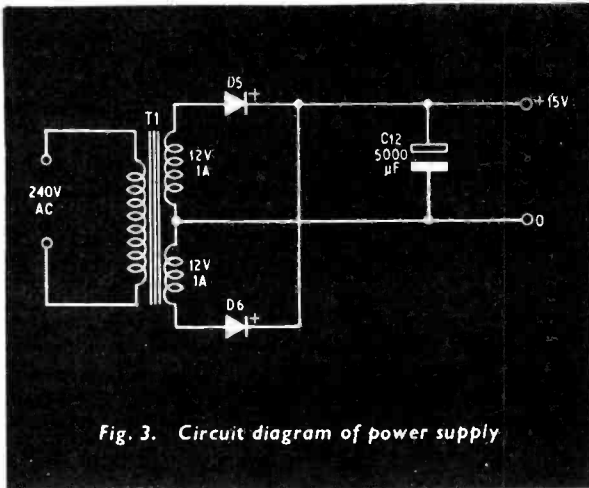 D5
+
T1
+15V
C12
5000
µF
12V
1A
240V
AC
0
12V
1A
D6
+
Fig. 3. Circuit diagram of power supply